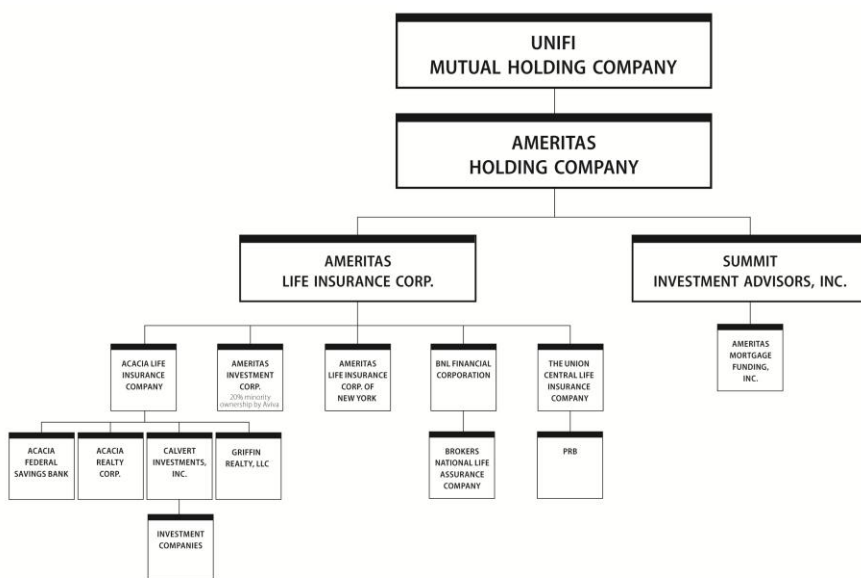 UNIFI
MUTUAL HOLDING COMPANY
AMERITAS
HOLDING COMPANY
AMERITAS
LIFE INSURANCE CORP.
SUMMIT
INVESTMENT ADVISORS, INC.
ACACIA LIFE
INSURANCE
COMPANY
AMERITAS
INVESTMENT
CORP.
20% minority
ownership by Aviva
AMERITAS
LIFE INSURANCE
CORP. OF
NEW YORK
BNL FINANCIAL
CORPORATION
THE UNION
CENTRAL LIFE
INSURANCE
COMPANY
AMERITAS
MORTGAGE
FUNDING,
INC.
ACACIA
FEDERAL
SAVINGS BANK
ACACIA
REALTY
CORP.
CALVERT
INVESTMENTS,
INC.
GRIFFIN
REALTY, LLC
BROKERS
NATIONAL LIFE
ASSURANCE
COMPANY
PRB
INVESTMENT
COMPANIES